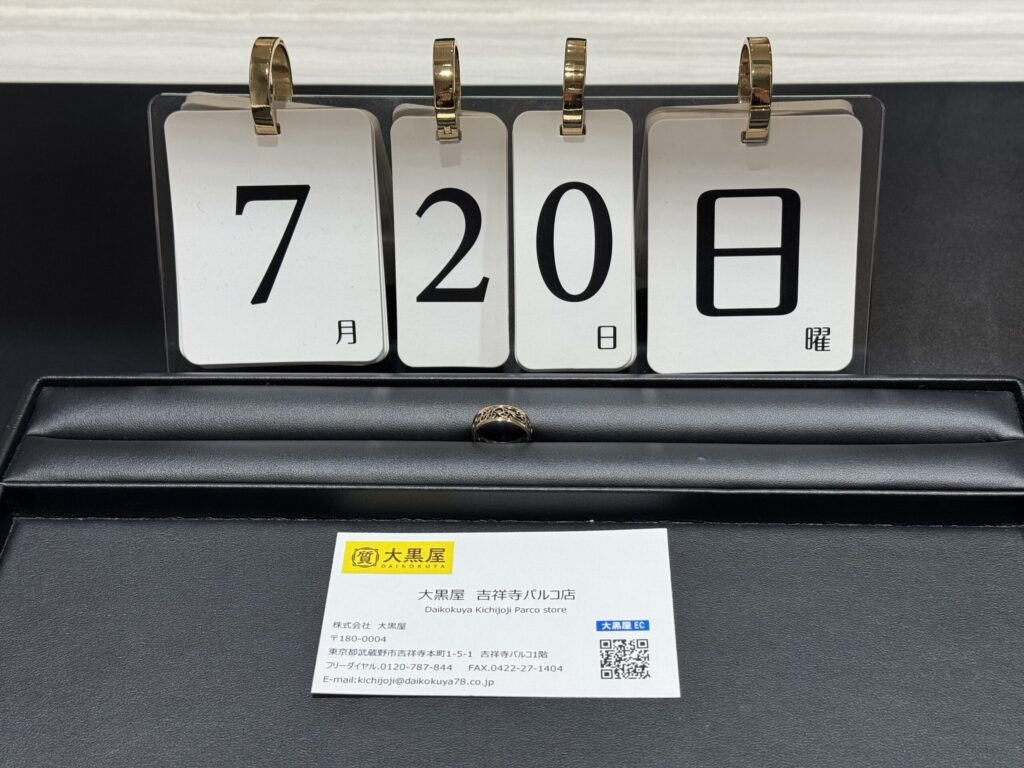 7
月
20
日
日
曜
質 大黒屋
DAIKOKUYA
大黒屋 吉祥寺パルコ店
Daikokuya Kichijoji Parco store
大黒屋 EC
株式会社 大黒屋
〒180-0004
東京都武蔵野市吉祥寺本町1-5-1 吉祥寺パルコ1階
フリーダイヤル.0120-787-844 FAX.0422-27-1404
E-mail:kichijoji@daikokuya78.co.jp